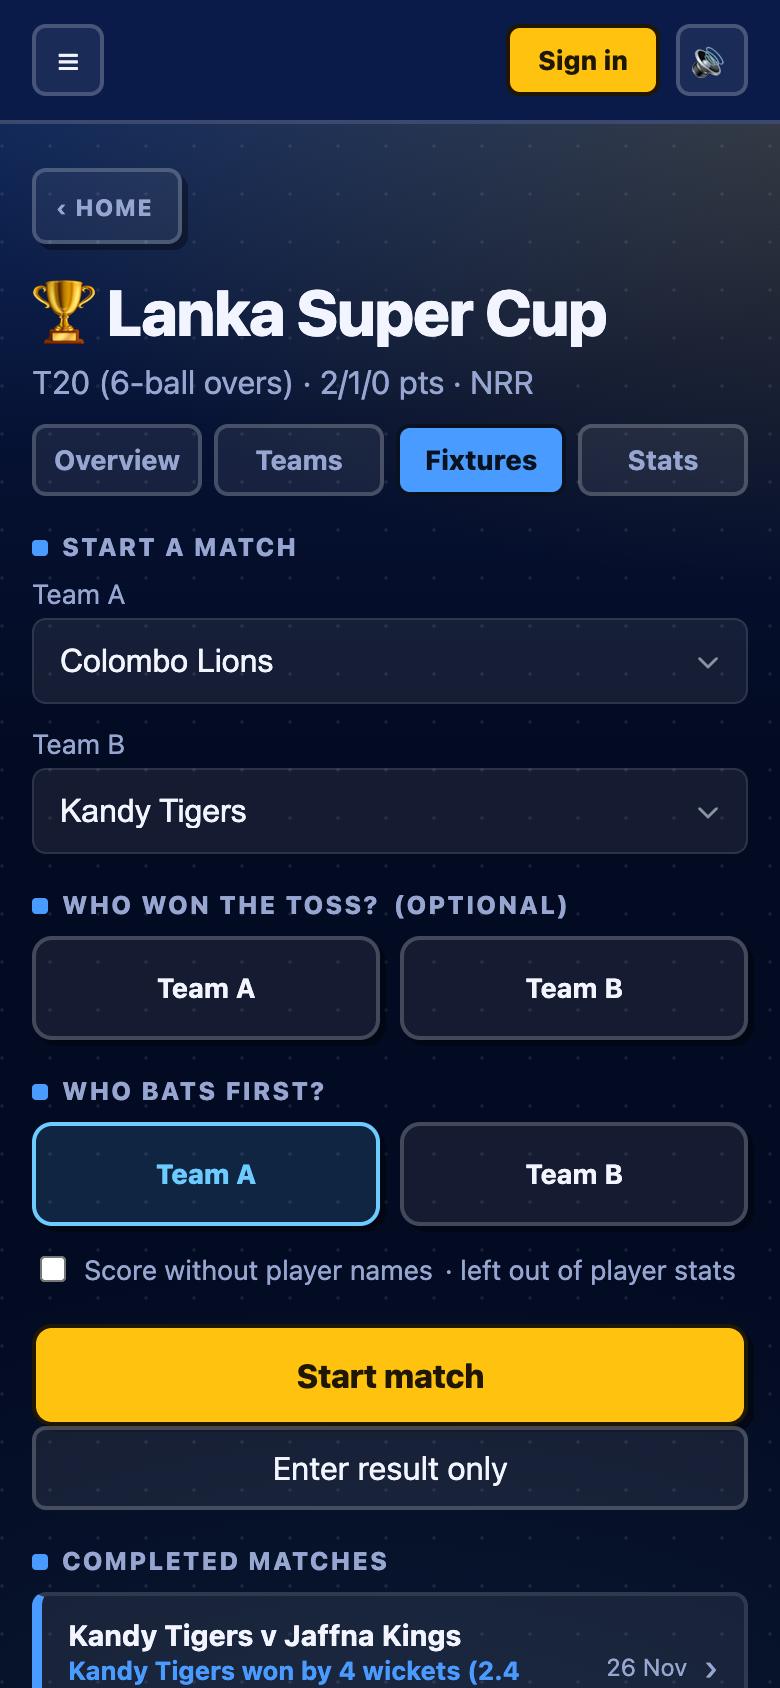 Sign in
‹ HOME
Lanka Super Cup
T20 (6-ball overs) · 2/1/0 pts · NRR
Overview
Teams
Fixtures
Stats
START A MATCH
Team A
Colombo Lions
Team B
Kandy Tigers
WHO WON THE TOSS? (OPTIONAL)
Team A
Team B
WHO BATS FIRST?
Team A
Team B
Score without player names · left out of player stats
Start match
Enter result only
COMPLETED MATCHES
Kandy Tigers v Jaffna Kings
Kandy Tigers won by 4 wickets (2.4
26 Nov ›